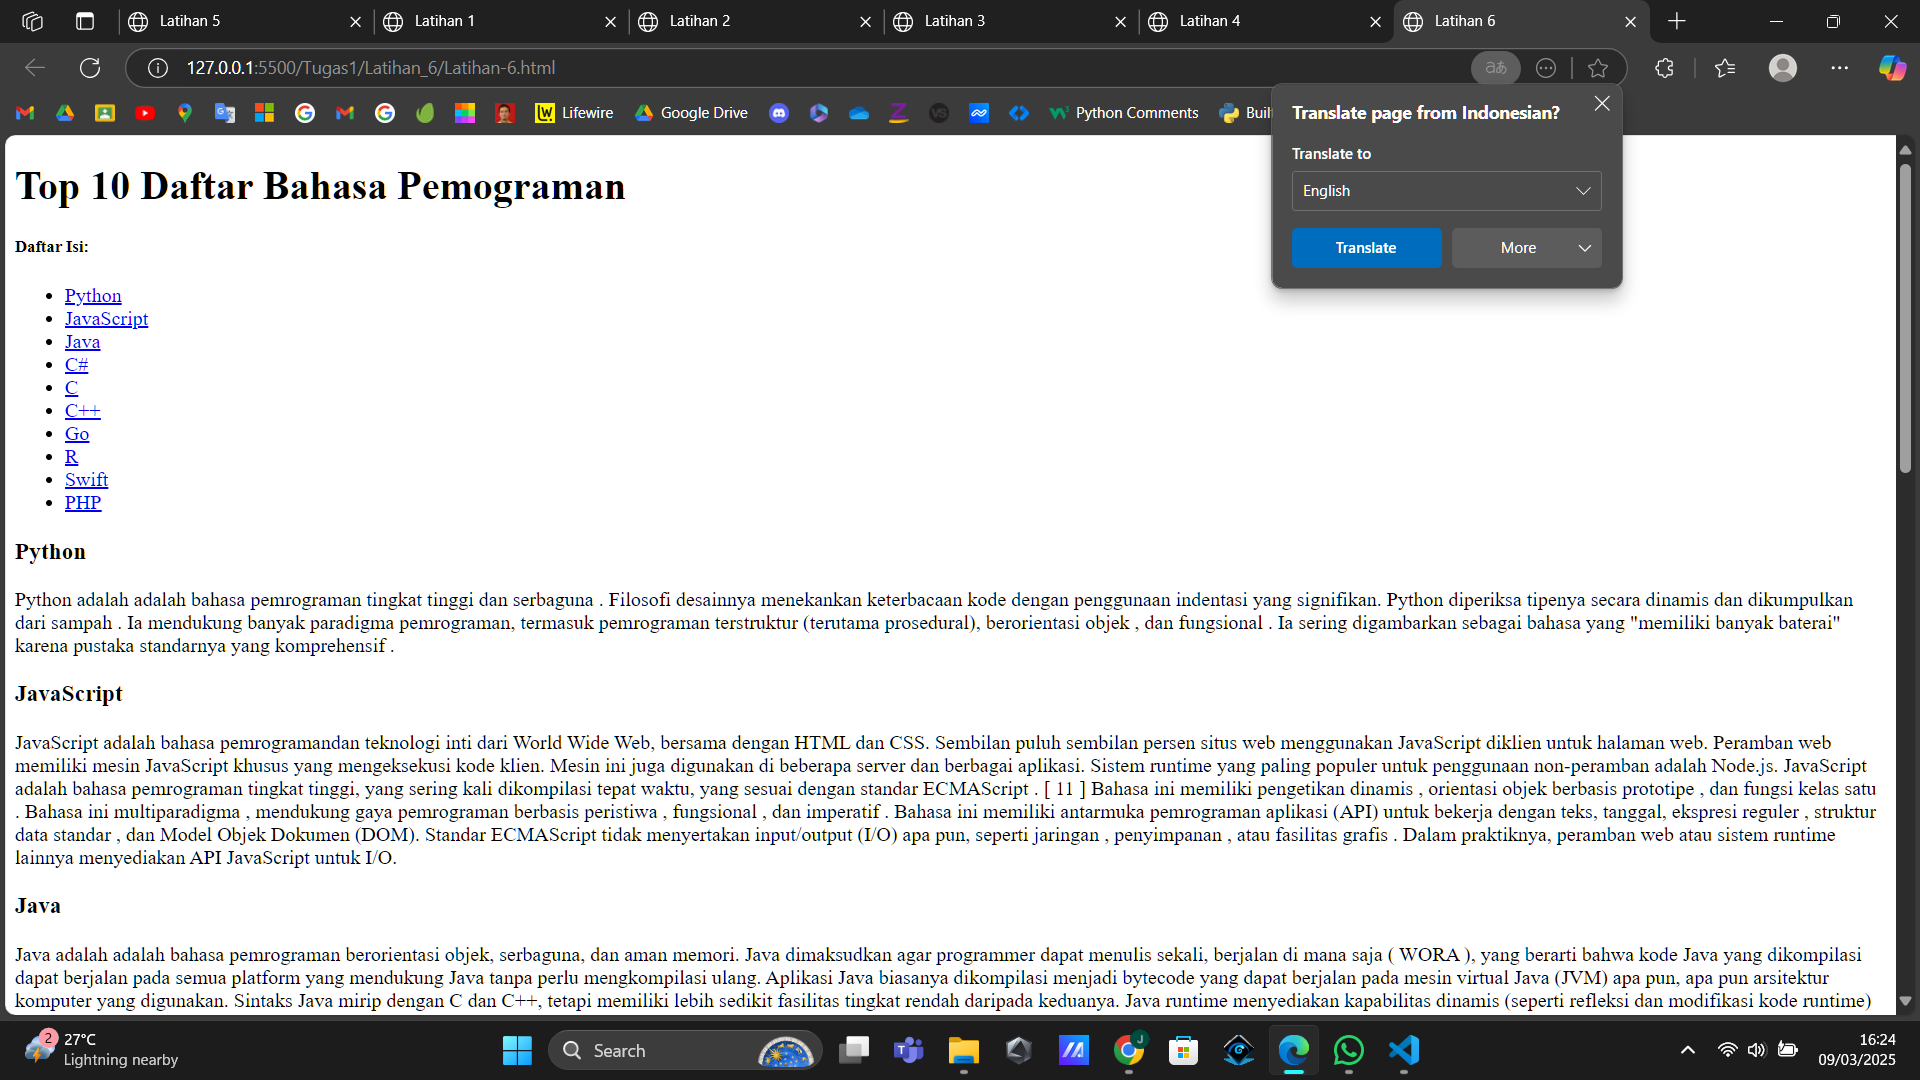 Latihan 5
Latihan 1
Latihan 2
Latihan 3
Latihan 4
Latihan 6
127.0.0.1:5500/Tugas1/Latihan_6/Latihan-6.html
Lifewire
Google Drive
Python Comments
Translate page from Indonesian?
Translate to
English
Translate
More
Top 10 Daftar Bahasa Pemograman
Daftar Isi:
Python
JavaScript
Java
C#
C
C++
Go
R
Swift
PHP
Python
Python adalah adalah bahasa pemrograman tingkat tinggi dan serbaguna . Filosofi desainnya menekankan keterbacaan kode dengan penggunaan indentasi yang signifikan. Python diperiksa tipenya secara dinamis dan dikumpulkan
dari sampah . Ia mendukung banyak paradigma pemrograman, termasuk pemrograman terstruktur (terutama prosedural), berorientasi objek , dan fungsional . Ia sering digambarkan sebagai bahasa yang "memiliki banyak baterai"
karena pustaka standarnya yang komprehensif .
JavaScript
JavaScript adalah bahasa pemrogramandan teknologi inti dari World Wide Web, bersama dengan HTML dan CSS. Sembilan puluh sembilan persen situs web menggunakan JavaScript diklien untuk halaman web. Peramban web
memiliki mesin JavaScript khusus yang mengeksekusi kode klien. Mesin ini juga digunakan di beberapa server dan berbagai aplikasi. Sistem runtime yang paling populer untuk penggunaan non-peramban adalah Node.js. JavaScript
adalah bahasa pemrograman tingkat tinggi, yang sering kali dikompilasi tepat waktu, yang sesuai dengan standar ECMAScript . [ 11 ] Bahasa ini memiliki pengetikan dinamis , orientasi objek berbasis prototipe , dan fungsi kelas satu
. Bahasa ini multiparadigma , mendukung gaya pemrograman berbasis peristiwa , fungsional , dan imperatif . Bahasa ini memiliki antarmuka pemrograman aplikasi (API) untuk bekerja dengan teks, tanggal, ekspresi reguler , struktur
data standar , dan Model Objek Dokumen (DOM). Standar ECMAScript tidak menyertakan input/output (I/O) apa pun, seperti jaringan , penyimpanan , atau fasilitas grafis . Dalam praktiknya, peramban web atau sistem runtime
lainnya menyediakan API JavaScript untuk I/O.
Java
Java adalah adalah bahasa pemrograman berorientasi objek, serbaguna, dan aman memori. Java dimaksudkan agar programmer dapat menulis sekali, berjalan di mana saja ( WORA ), yang berarti bahwa kode Java yang dikompilasi
dapat berjalan pada semua platform yang mendukung Java tanpa perlu mengkompilasi ulang. Aplikasi Java biasanya dikompilasi menjadi bytecode yang dapat berjalan pada mesin virtual Java (JVM) apa pun, apa pun arsitektur
komputer yang digunakan. Sintaks Java mirip dengan C dan C++, tetapi memiliki lebih sedikit fasilitas tingkat rendah daripada keduanya. Java runtime menyediakan kapabilitas dinamis (seperti refleksi dan modifikasi kode runtime)
2
27°C
Lightning nearby
Search
16:24
09/03/2025